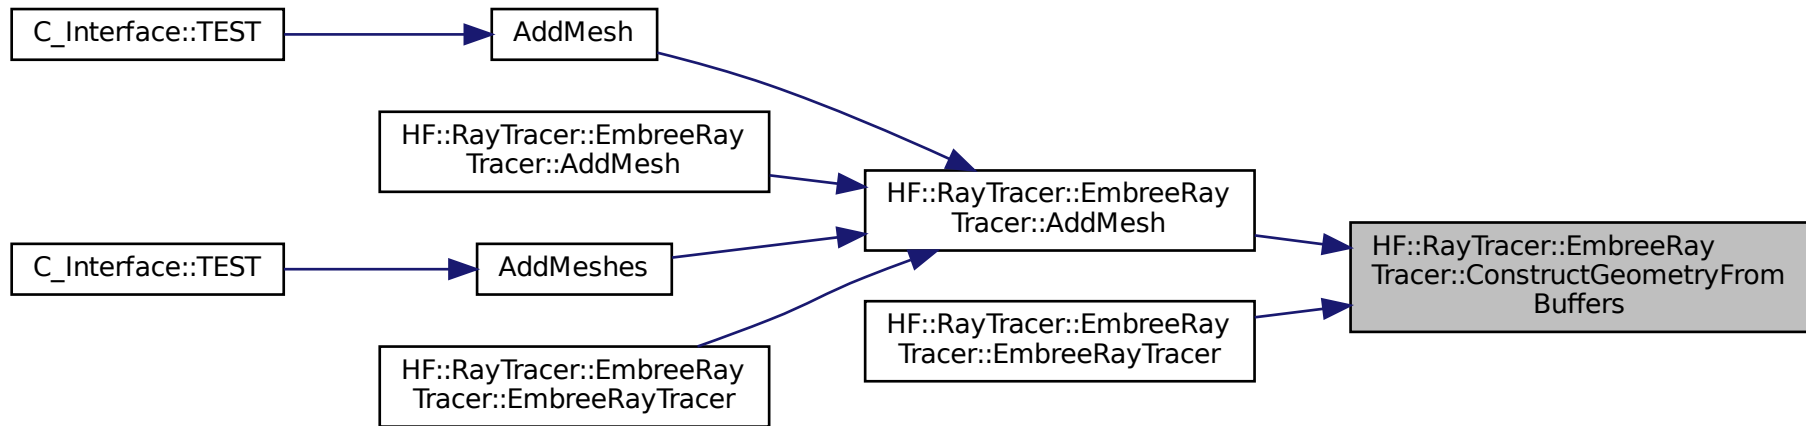 C_Interface::TEST
AddMesh
HF::RayTracer::EmbreeRay
Tracer::AddMesh
HF::RayTracer::EmbreeRay
Tracer::AddMesh
HF::RayTracer::EmbreeRay
Tracer::ConstructGeometryFrom
Buffers
C_Interface::TEST
AddMeshes
HF::RayTracer::EmbreeRay
Tracer::EmbreeRayTracer
HF::RayTracer::EmbreeRay
Tracer::EmbreeRayTracer